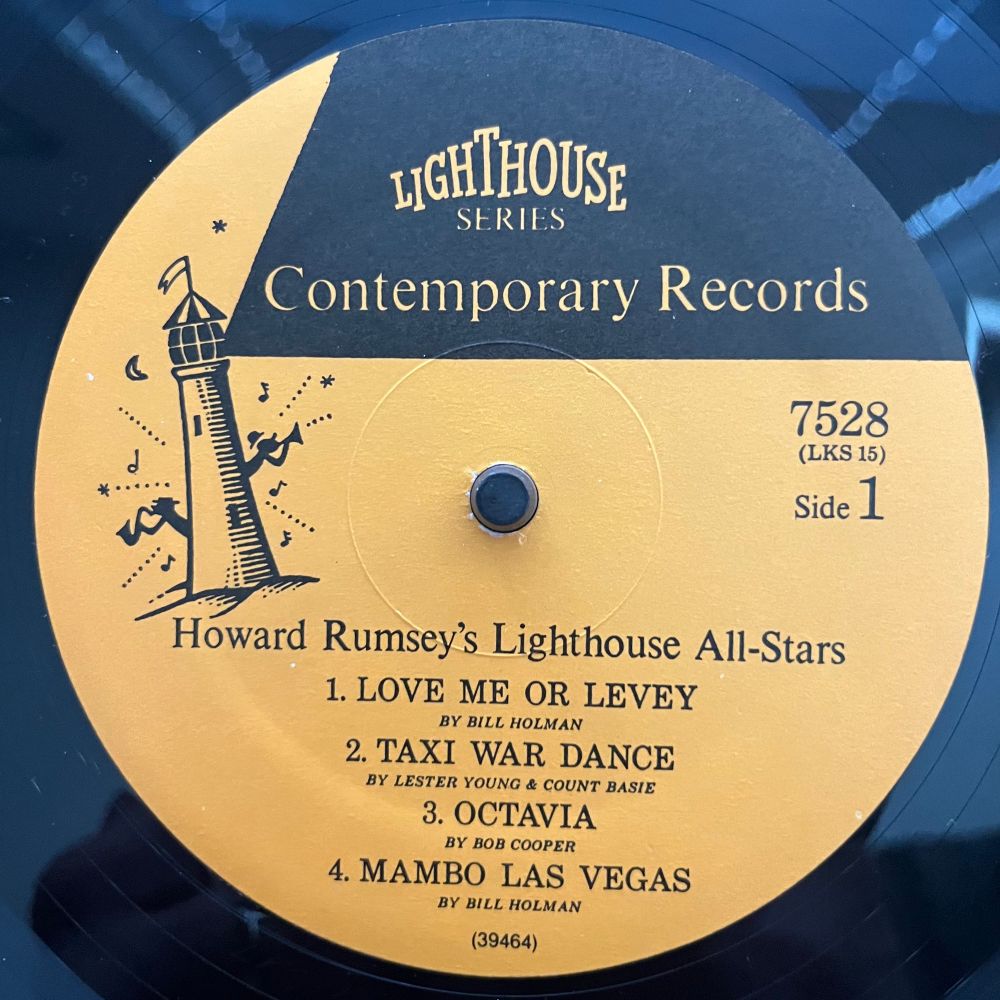 LIGHTHOUSE
SERIES
Contemporary Records
7528
(LKS 15)
Side 1
Howard Rumsey's Lighthouse All-Stars
1. LOVE ME OR LEVEY
BY BILL HOLMAN
2. TAXI WAR DANCE
BY LESTER YOUNG & COUNT BASIE
3. OCTAVIA
BY BOB COOPER
4. MAMBO LAS VEGAS
BY BILL HOLMAN
(39464)